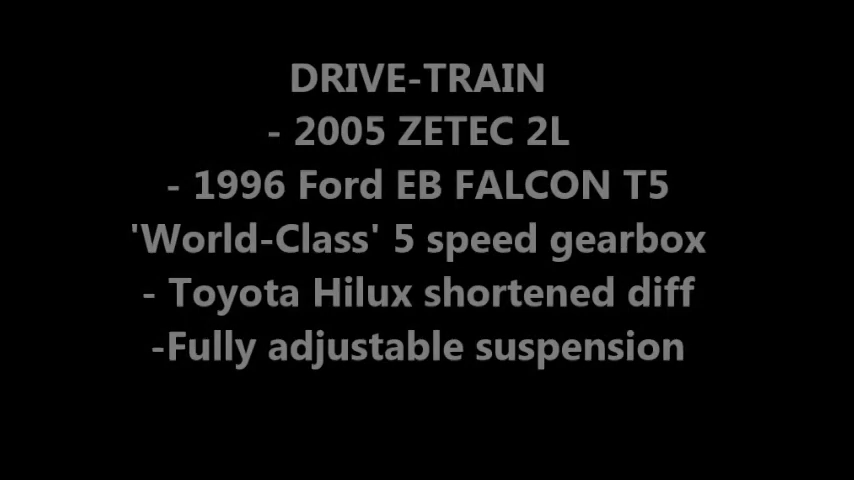 DRIVE-TRAIN
- 2005 ZETEC 2L
- 1996 Ford EB FALCON T5
'World-Class' 5 speed gearbox
- Toyota Hilux shortened diff
-Fully adjustable suspension